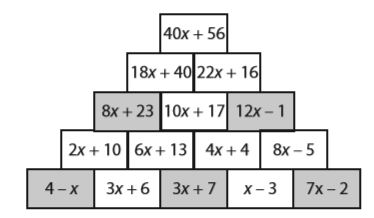 40x + 56
18x + 40 22x + 16
8x + 23 10x + 17 12x – 1
2x + 10 6x + 13 4x + 4 8x – 5
4 – x 3x + 6 3x + 7 x – 3 7x – 2